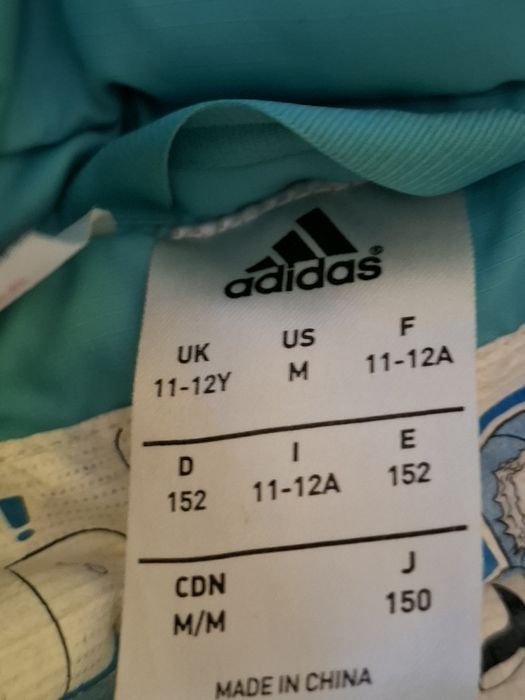 adidas®
UK US F
11-12Y M 11-12A
D I E
152 11-12A 152
CDN J
M/M 150
MADE IN CHINA